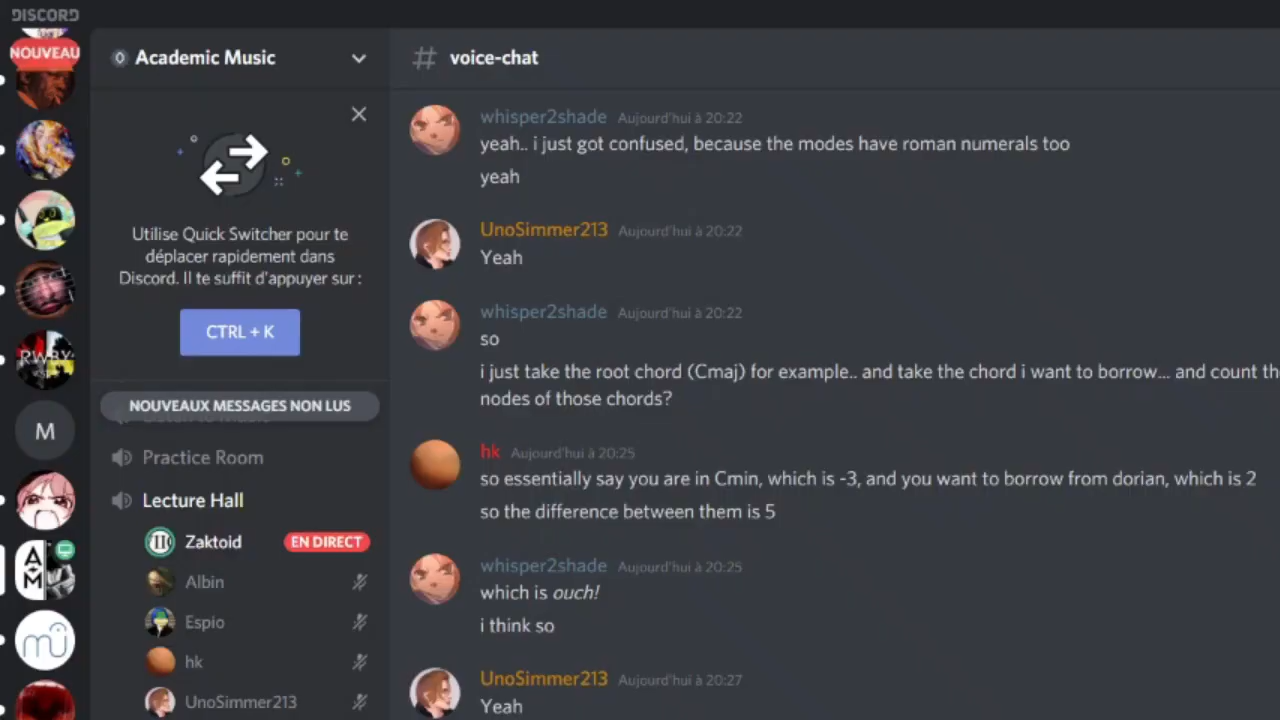 DISCORD
NOUVEAU
RWBY
M
A
M
Academic Music
Utilise Quick Switcher pour te
déplacer rapidement dans
Discord. Il te suffit d'appuyer sur :
CTRL + K
NOUVEAUX MESSAGES NON LUS
Practice Room
Lecture Hall
Zaktoid EN DIRECT
Albin
Espio
hk
UnoSimmer213
# voice-chat
whisper2shade Aujourd'hui à 20:22
yeah.. i just got confused, because the modes have roman numerals too
yeah
UnoSimmer213 Aujourd'hui à 20:22
Yeah
whisper2shade Aujourd'hui à 20:22
so
i just take the root chord (Cmaj) for example.. and take the chord i want to borrow... and count the
nodes of those chords?
hk Aujourd'hui à 20:25
so essentially say you are in Cmin, which is -3, and you want to borrow from dorian, which is 2
so the difference between them is 5
whisper2shade Aujourd'hui à 20:25
which is ouch!
i think so
UnoSimmer213 Aujourd'hui à 20:27
Yeah